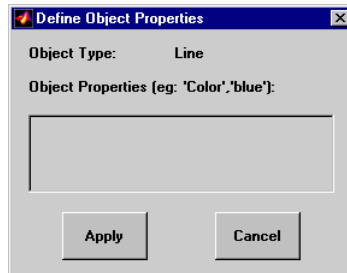 Define Object Properties
Object Type: Line
Object Properties (eg: 'Color','blue'):
Apply Cancel